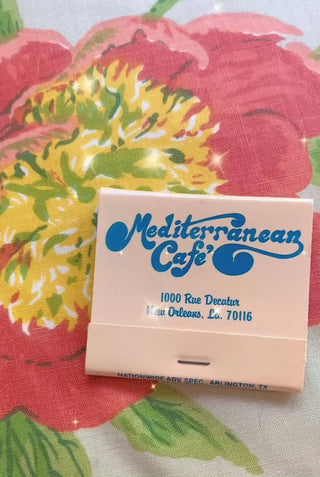 Mediterranean
Café
1000 Rue Decatur
New Orleans, La. 70116
NATIONWIDE ADV. SPEC., ARLINGTON, TX